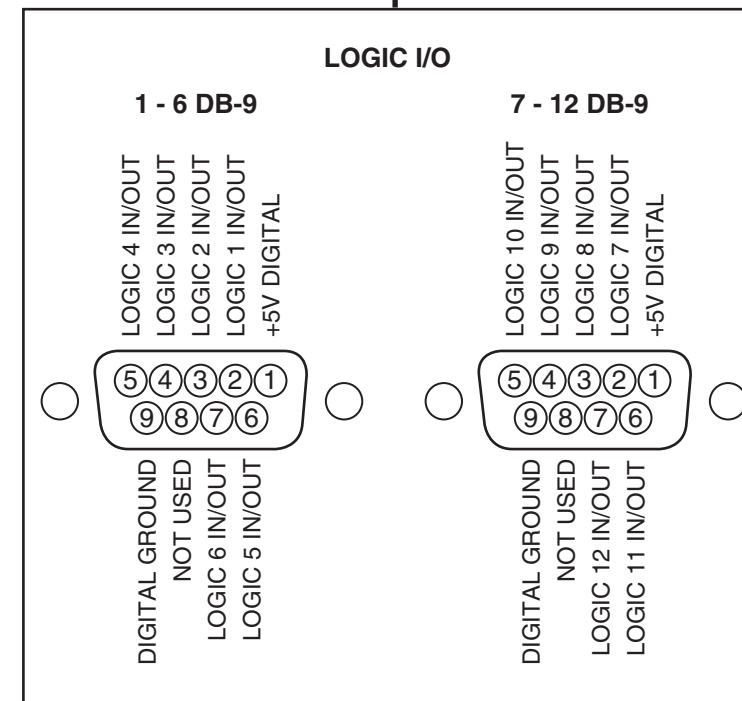 LOGIC I/O
1 - 6 DB-9
LOGIC 4 IN/OUT
LOGIC 3 IN/OUT
LOGIC 2 IN/OUT
LOGIC 1 IN/OUT
+5V DIGITAL
5 4 3 2 1
9 8 7 6
DIGITAL GROUND
NOT USED
LOGIC 6 IN/OUT
LOGIC 5 IN/OUT
7 - 12 DB-9
LOGIC 10 IN/OUT
LOGIC 9 IN/OUT
LOGIC 8 IN/OUT
LOGIC 7 IN/OUT
+5V DIGITAL
5 4 3 2 1
9 8 7 6
DIGITAL GROUND
NOT USED
LOGIC 12 IN/OUT
LOGIC 11 IN/OUT